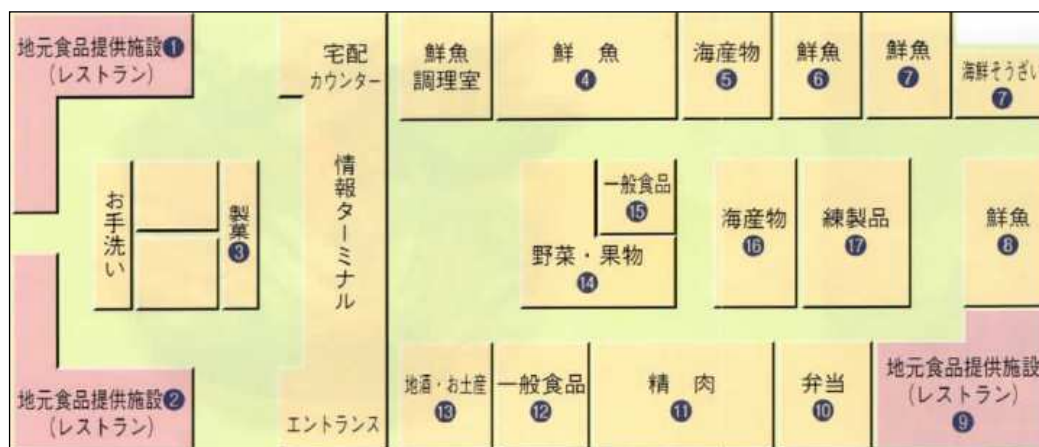 地元食品提供施設❶
(レストラン)
宅配
カウンター
鮮魚
調理室
鮮魚
❹
海産物
❺
鮮魚
❻
鮮魚
❼
海鮮そうざい
❼
お手洗い
製菓❸
情報ターミナル
一般食品
⓯
野菜・果物
⓮
海産物
⓰
練製品
⓱
鮮魚
❽
地元食品提供施設❷
(レストラン)
エントランス
地酒・お土産
⓭
一般食品
⓬
精肉
⓫
弁当
❿
地元食品提供施設
(レストラン)
❾